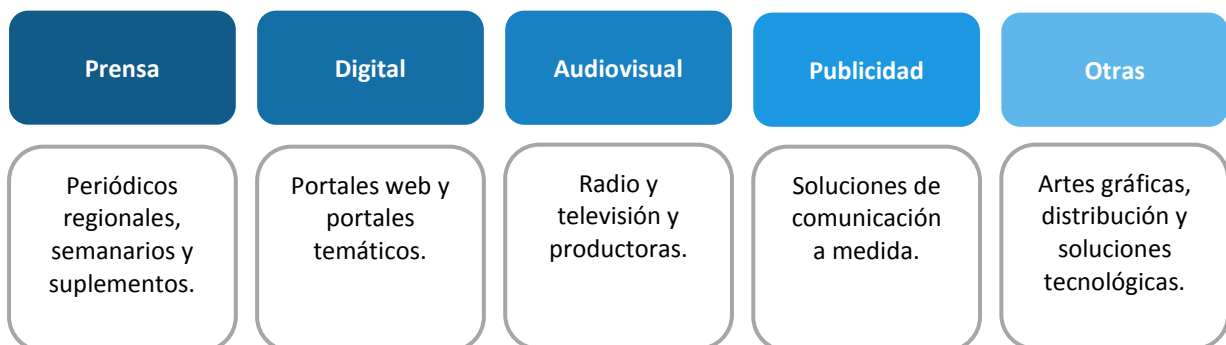 Prensa
Digital
Audiovisual
Publicidad
Otras
Periódicos
regionales,
semanarios y
suplementos.
Portales web y
portales
temáticos.
Radio y
televisión y
productoras.
Soluciones de
comunicación
a medida.
Artes gráficas,
distribución y
soluciones
tecnológicas.